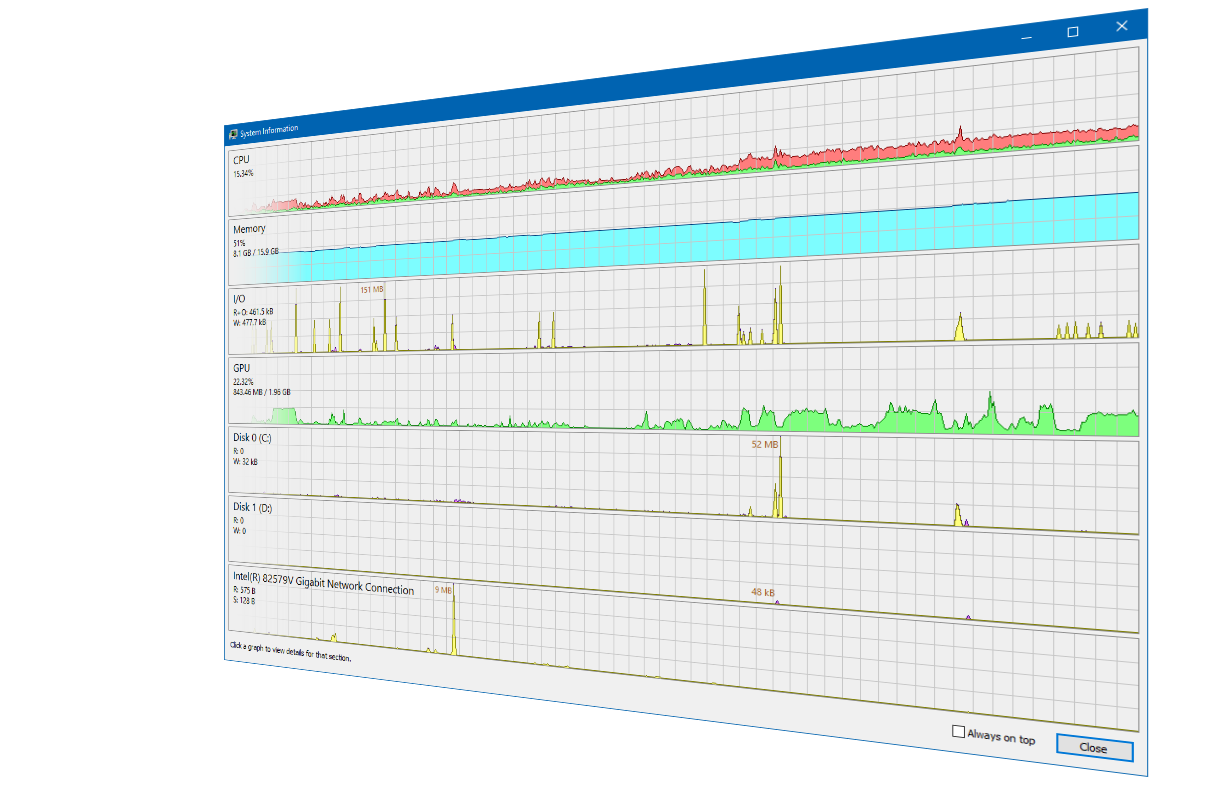 System Information
CPU
15.34%
Memory
51%
8.1 GB / 15.9 GB
I/O
151 MB
R+O: 461.5 kB
W: 477.7 kB
GPU
22.32%
843.46 MB / 1.96 GB
Disk 0 (C:)
52 MB
R: 0
W: 32 kB
Disk 1 (D:)
R: 0
W: 0
48 kB
Intel(R) 82579V Gigabit Network Connection
9 MB
R: 575 B
S: 128 B
Click a graph to view details for that section.
Always on top
Close